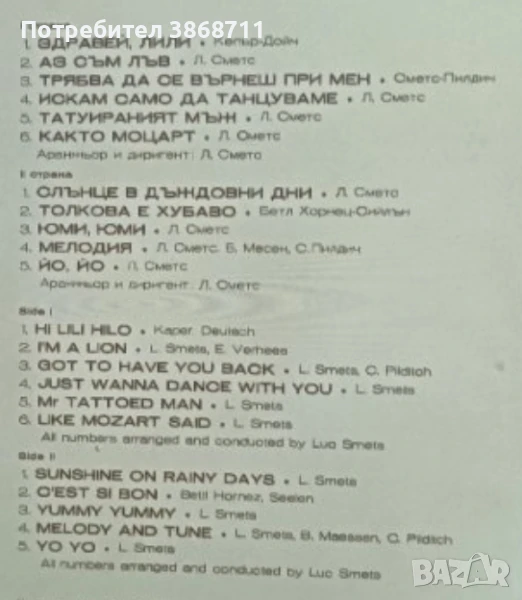 Потребител 3868711
1. ЗДРАВЕЙ, ЛИЛИ • Кепър-Дойч
2. АЗ СЪМ ЛЪВ • Л. Сметс
3. ТРЯБВА ДА СЕ ВЪРНЕШ ПРИ МЕН • Сметс-Пилдич
4. ИСКАМ САМО ДА ТАНЦУВАМЕ • Л. Сметс
5. ТАТУИРАНИЯТ МЪЖ • Л. Сметс
6. КАКТО МОЦАРТ • Л. Сметс
Аранжьор и диригент: Л. Сметс
II страна
1. СЛЪНЦЕ В ДЪЖДОВНИ ДНИ • Л. Сметс
2. ТОЛКОВА Е ХУБАВО • Бетл Хорнец-Сийлън
3. ЮМИ, ЮМИ • Л. Сметс
4. МЕЛОДИЯ • Л. Сметс. Б. Месен, С. Пилдич
5. ЙО, ЙО • Л. Сметс
Аранжьор и диригент: Л. Сметс
Side I
1. HI LILI HILO • Kaper. Deutsch
2. I'M A LION • L. Smets, E. Verhees
3. GOT TO HAVE YOU BACK • L. Smets, C. Pilditch
4. JUST WANNA DANCE WITH YOU • L. Smets
5. Mr TATTOED MAN • L. Smets
6. LIKE MOZART SAID • L. Smets
All numbers arranged and conducted by Luc Smets
Side II
1. SUNSHINE ON RAINY DAYS • L. Smets
2. C'EST SI BON • Betil Hornez, Seelen
3. YUMMY YUMMY • L. Smets
4. MELODY AND TUNE • L. Smets, B. Maessen, C. Pilditch
5. YO YO • L. Smets
All numbers arranged and conducted by Luc Smets
BAZAR